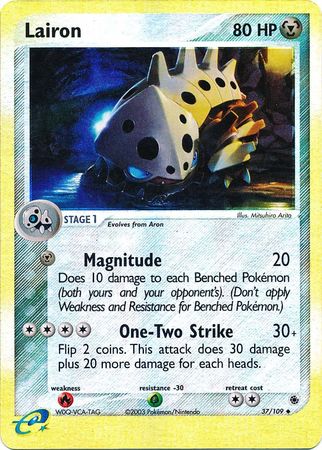 Lairon 80 HP
Illus. Mitsuhiro Arita
STAGE 1
Evolves from Aron
Magnitude 20
Does 10 damage to each Benched Pokémon
(both yours and your opponent's). (Don't apply
Weakness and Resistance for Benched Pokémon.)
One-Two Strike 30+
Flip 2 coins. This attack does 30 damage
plus 20 more damage for each heads.
weakness resistance -30 retreat cost
WDQ-VCA-TAG ©2003 Pokémon/Nintendo 37/109
e